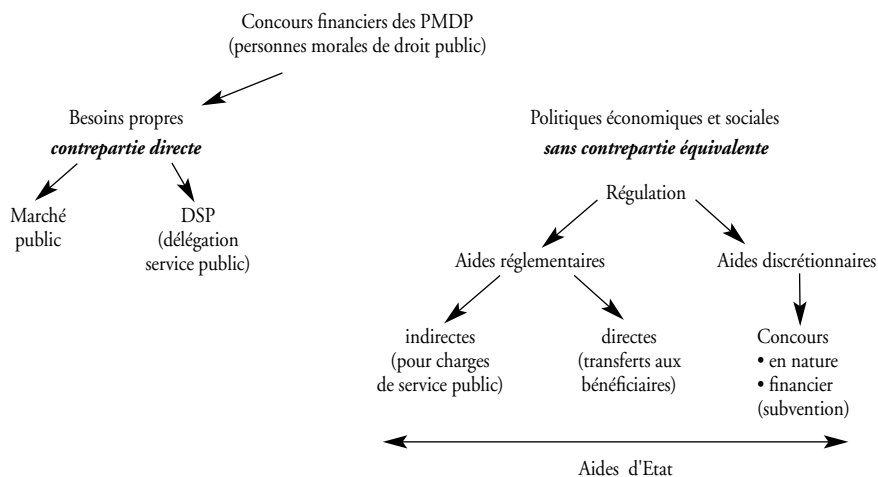 Concours financiers des PMDP
(personnes morales de droit public)
Besoins propres
contrepartie directe
Marché
public
DSP
(délégation
service public)
Politiques économiques et sociales
sans contrepartie équivalente
Régulation
Aides réglementaires
Aides discrétionnaires
indirectes
(pour charges
de service public)
directes
(transferts aux
bénéficiaires)
Concours
• en nature
• financier
(subvention)
Aides d'Etat